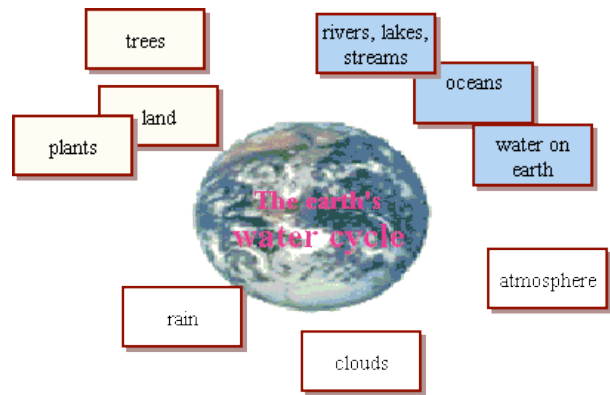 trees
rivers, lakes,
streams
oceans
land
plants
water on
earth
The earth's
water cycle
atmosphere
rain
clouds